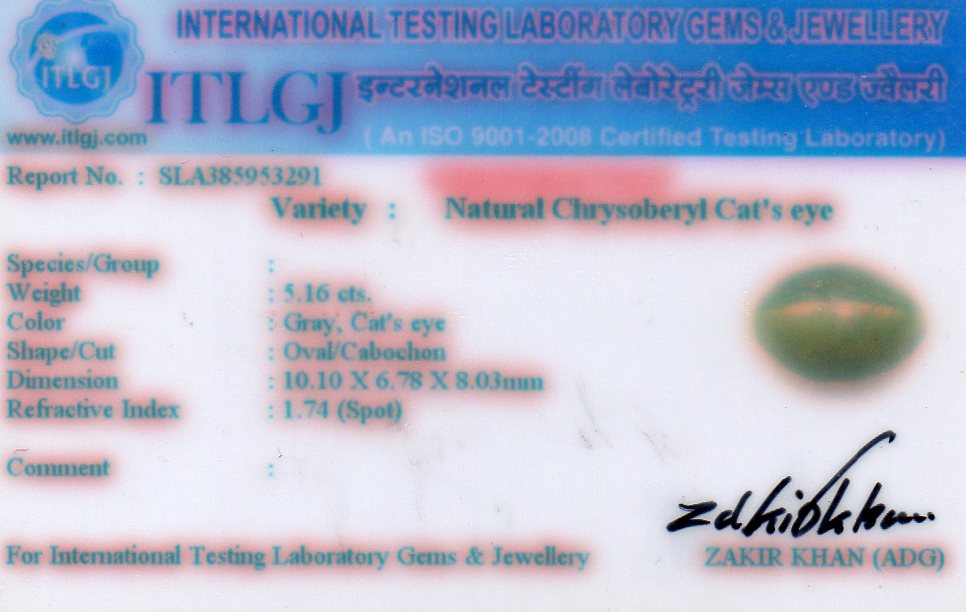 INTERNATIONAL TESTING LABORATORY GEMS & JEWELLERY
ITLGJ
ITLGJ
इन्टरनेशनल टेस्टींग लेबोरेट्ररी जेम्स एण्ड ज्वैलरी
www.itlgj.com
( An ISO 9001-2008 Certified Testing Laboratory)
Report No. : SLA385953291
Variety : Natural Chrysoberyl Cat's eye
Species/Group :
Weight : 5.16 cts.
Color : Gray, Cat's eye
Shape/Cut : Oval/Cabochon
Dimension : 10.10 X 6.78 X 8.03mm
Refractive Index : 1.74 (Spot)
Comment :
For International Testing Laboratory Gems & Jewellery
ZAKIR KHAN (ADG)